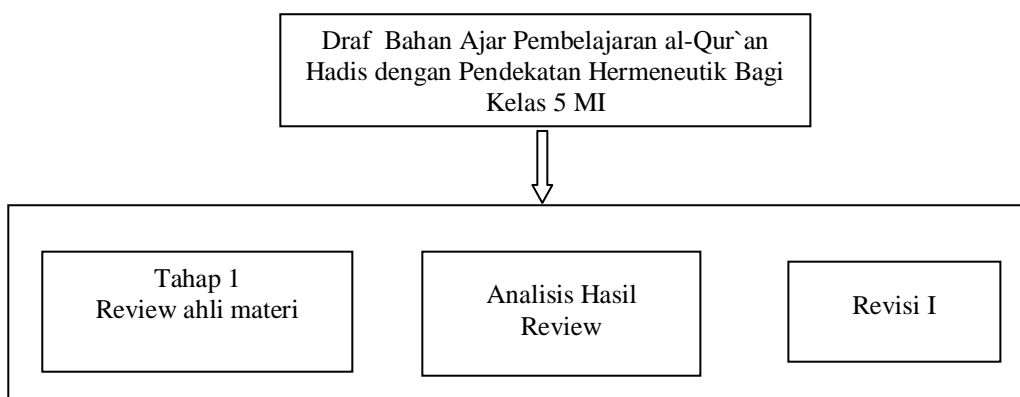 Draf Bahan Ajar Pembelajaran al-Qur`an
Hadis dengan Pendekatan Hermeneutik Bagi
Kelas 5 MI
Tahap 1
Review ahli materi
Analisis Hasil
Review
Revisi I